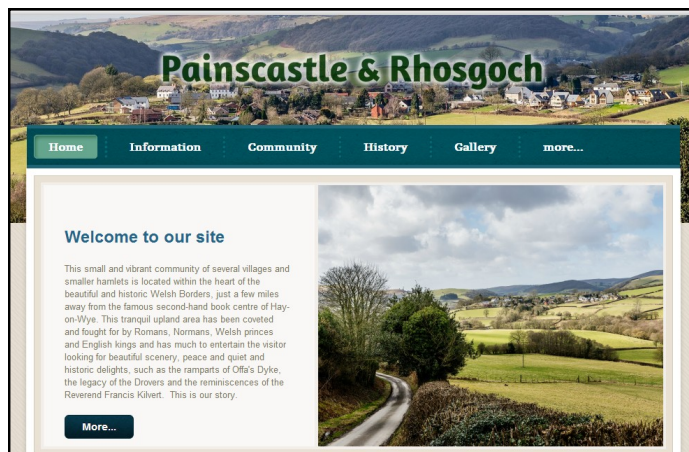 Painscastle & Rhosgoch
Home Information Community History Gallery more...
Welcome to our site
This small and vibrant community of several villages and
smaller hamlets is located within the heart of the
beautiful and historic Welsh Borders, just a few miles
away from the famous second-hand book centre of Hay-
on-Wye. This tranquil upland area has been coveted
and fought for by Romans, Normans, Welsh princes
and English kings and has much to entertain the visitor
looking for beautiful scenery, peace and quiet and
historic delights, such as the ramparts of Offa's Dyke,
the legacy of the Drovers and the reminiscences of the
Reverend Francis Kilvert. This is our story.
More...